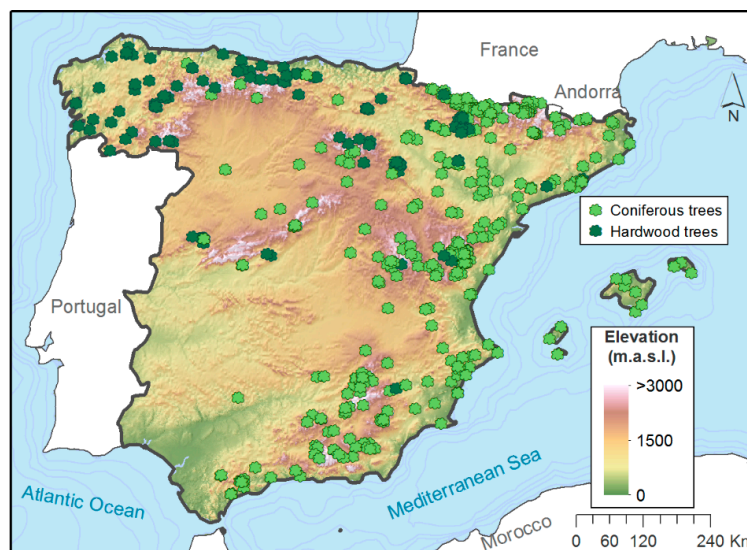 France
Andorra
N
Coniferous trees
Hardwood trees
Portugal
Elevation
(m.a.s.l.)
>3000
1500
0
Mediterranean Sea
Atlantic Ocean
Morocco
0 60 120 240 Km